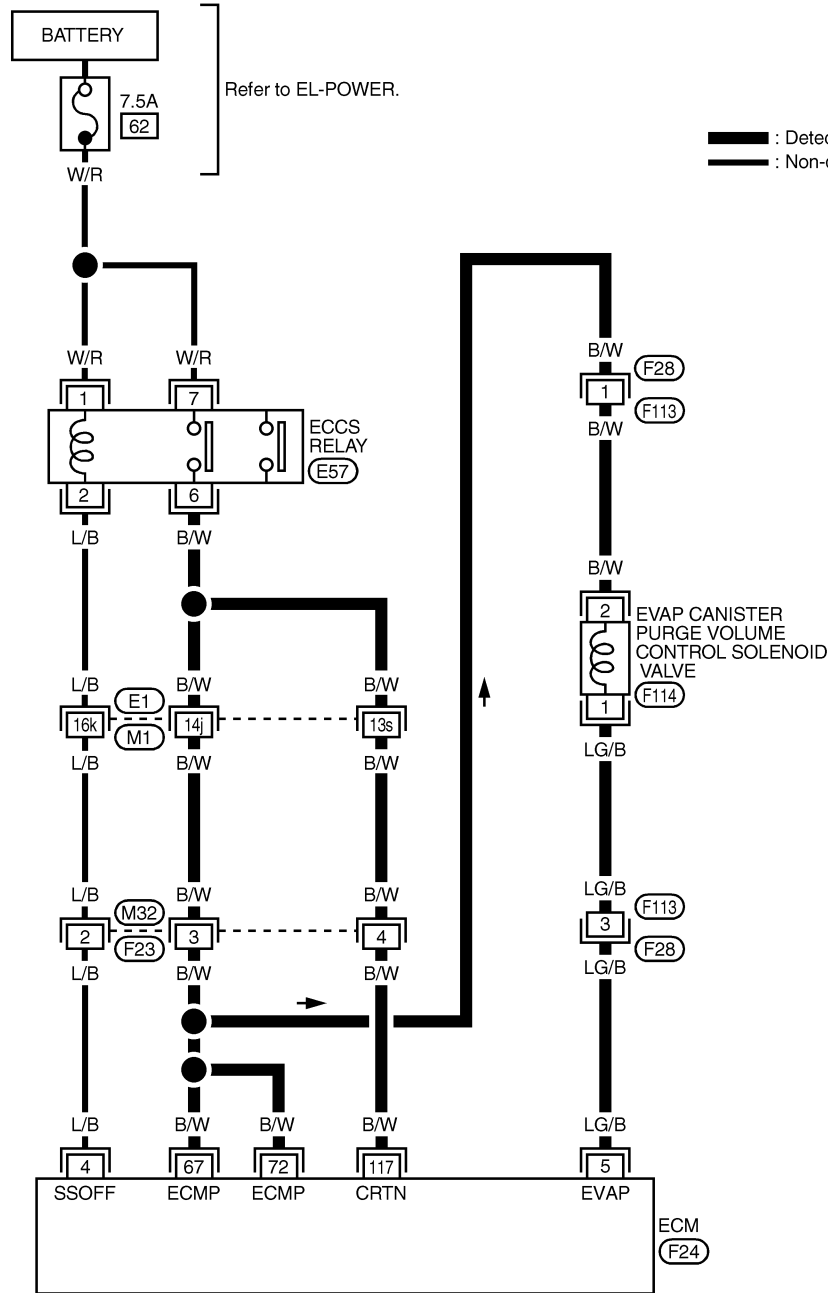 BATTERY
Refer to EL-POWER.
7.5A
62
: Detec
: Non-d
W/R
W/R
W/R
B/W
F28
1
F113
B/W
1
7
ECCS
RELAY
E57
2
6
L/B
B/W
B/W
2
EVAP CANISTER
PURGE VOLUME
CONTROL SOLENOID
VALVE
F114
1
LG/B
L/B
E1
B/W
B/W
16k
M1
14j
13s
L/B
B/W
B/W
L/B
M32
B/W
B/W
LG/B
F113
2
F23
3
4
3
F28
L/B
B/W
B/W
LG/B
L/B
B/W
B/W
B/W
LG/B
4
67
72
117
5
SSOFF
ECMP
ECMP
CRTN
EVAP
ECM
F24